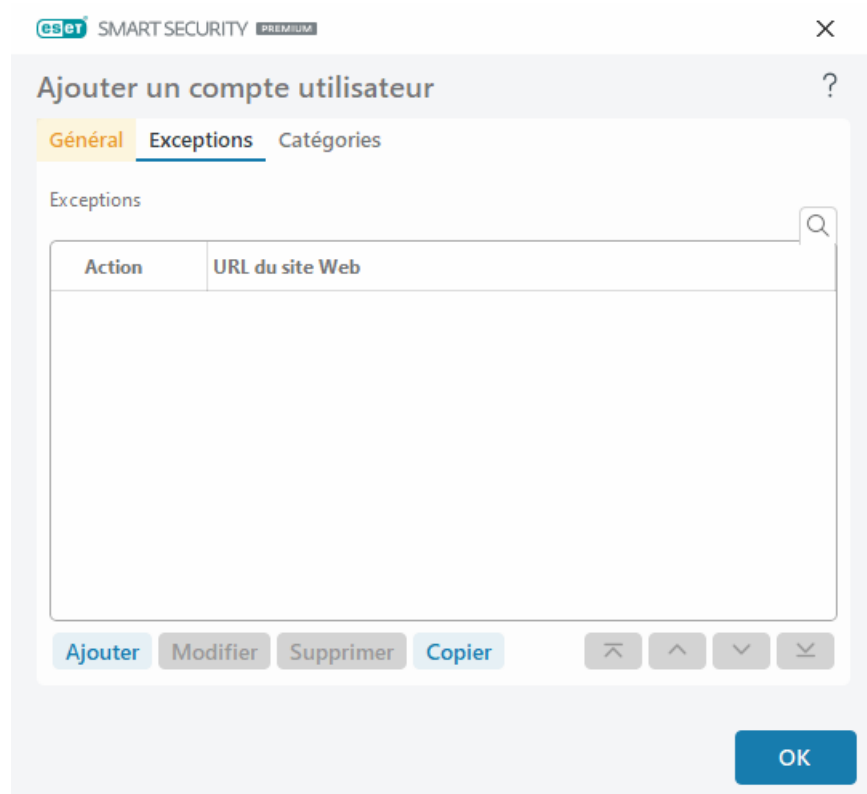 eset SMART SECURITY PREMIUM
Ajouter un compte utilisateur ?
Général Exceptions Catégories
Exceptions
Action URL du site Web
Ajouter Modifier Supprimer Copier
OK